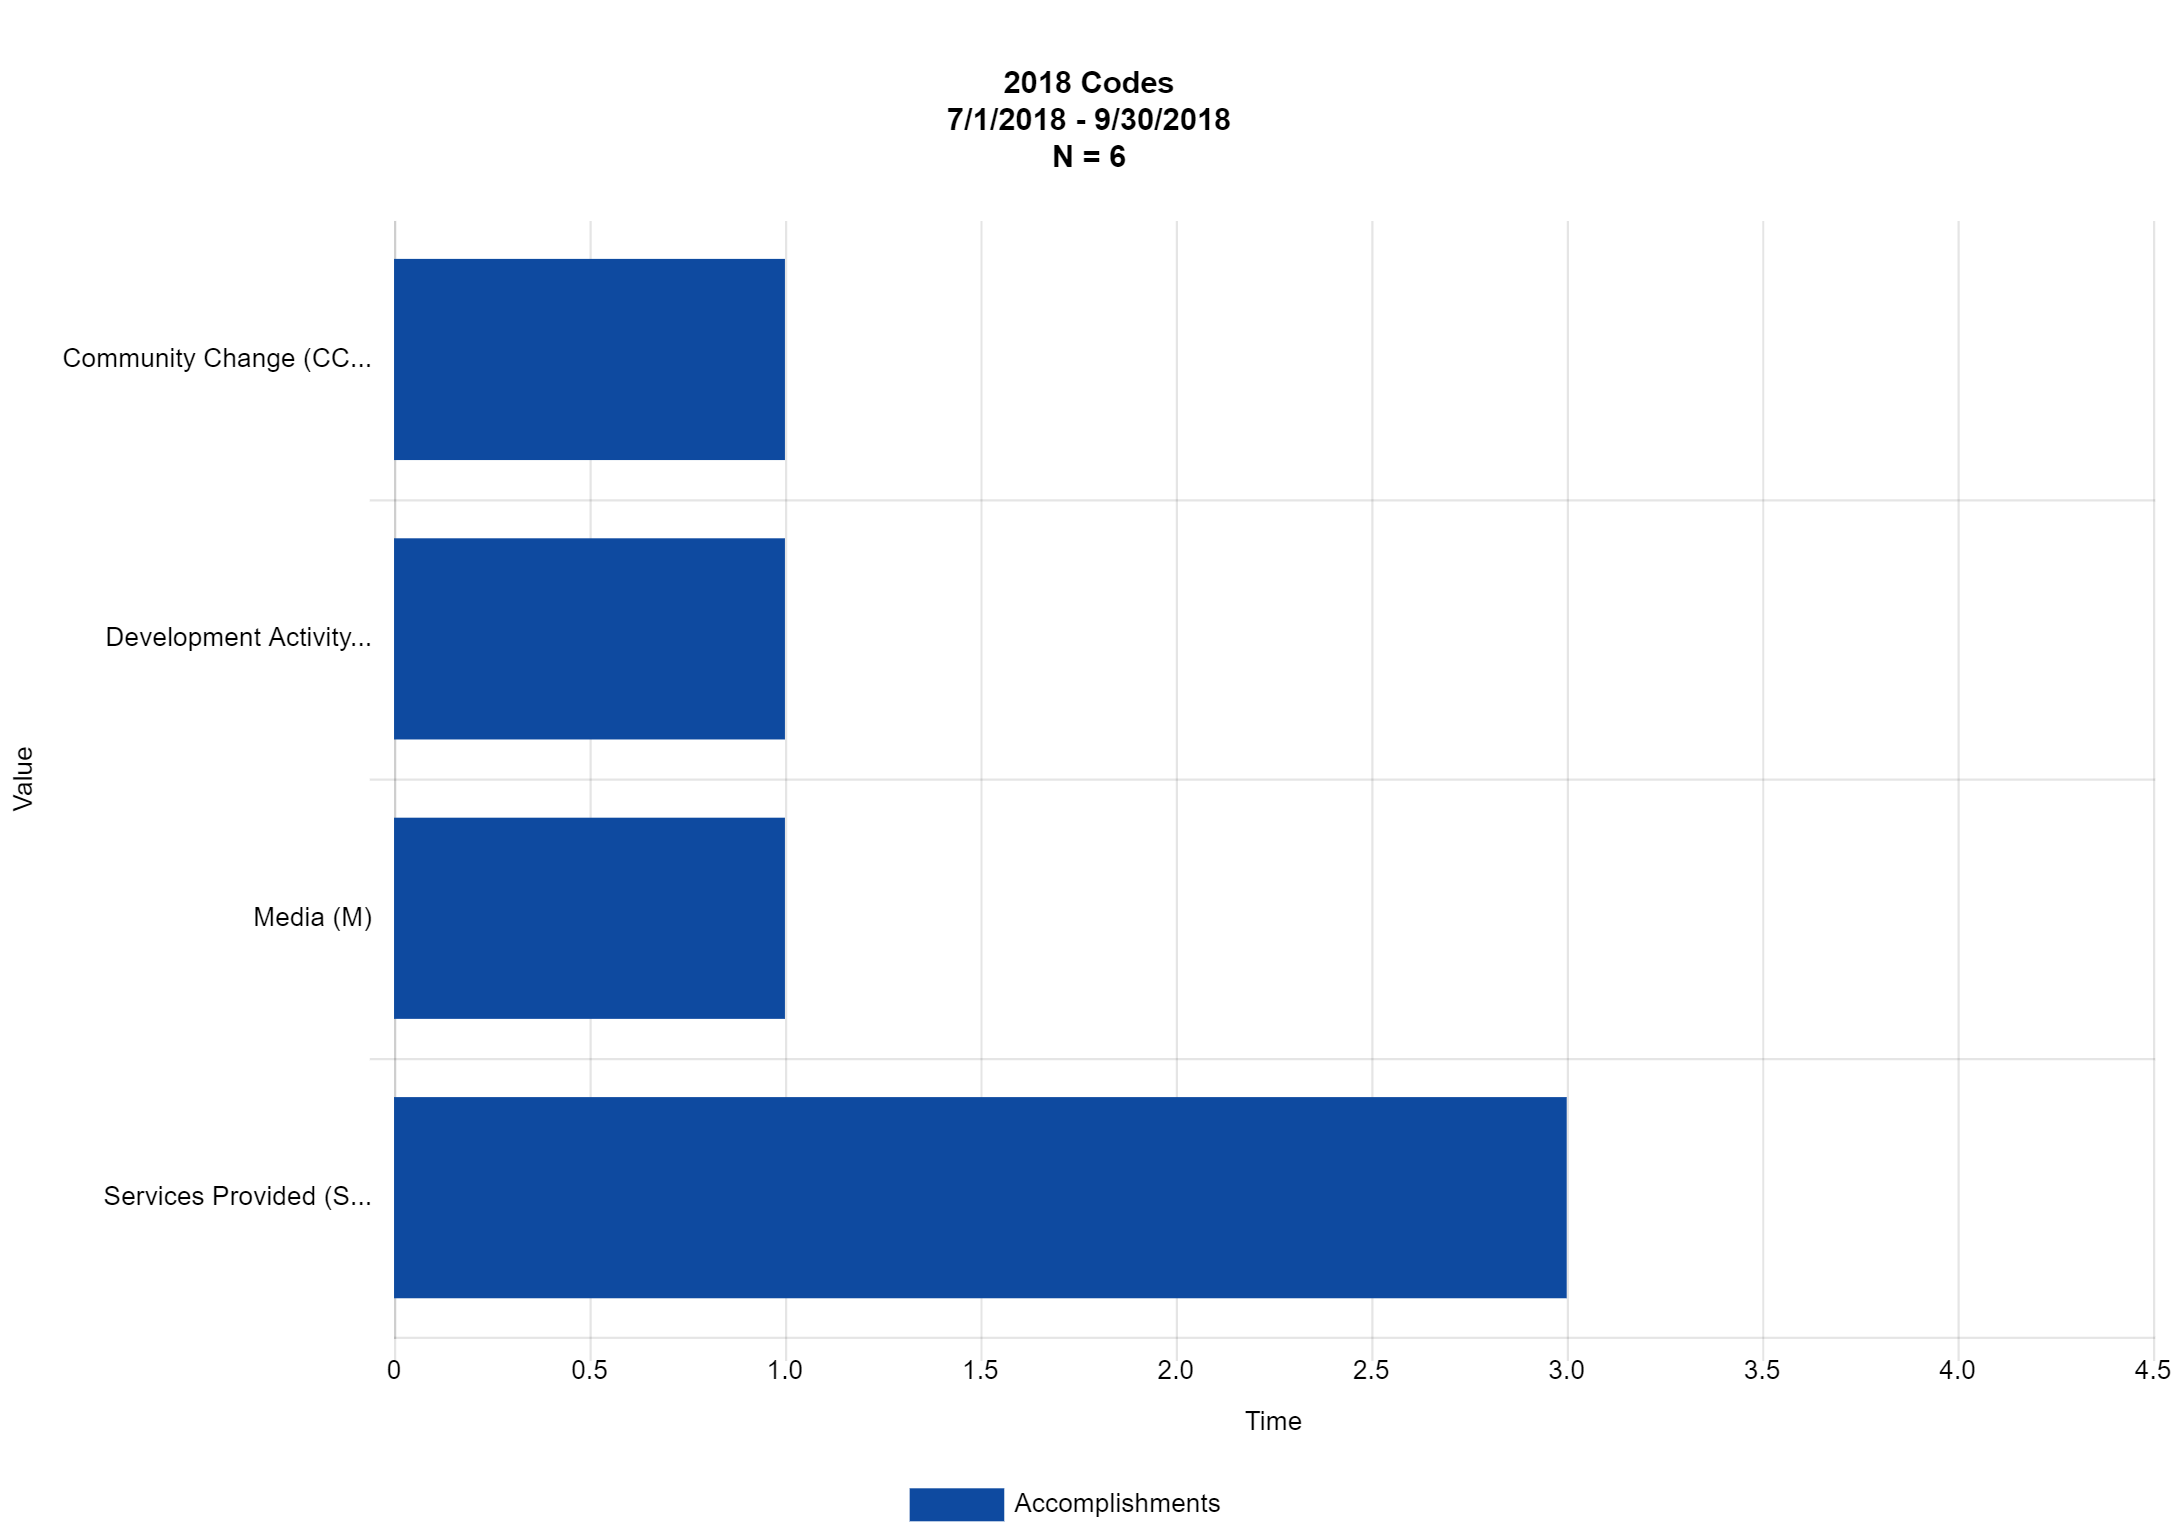 2018 Codes
7/1/2018 - 9/30/2018
N = 6
Community Change (CC...
Development Activity...
Media (M)
Services Provided (S...
Value
0 0.5 1.0 1.5 2.0 2.5 3.0 3.5 4.0 4.5
Time
Accomplishments